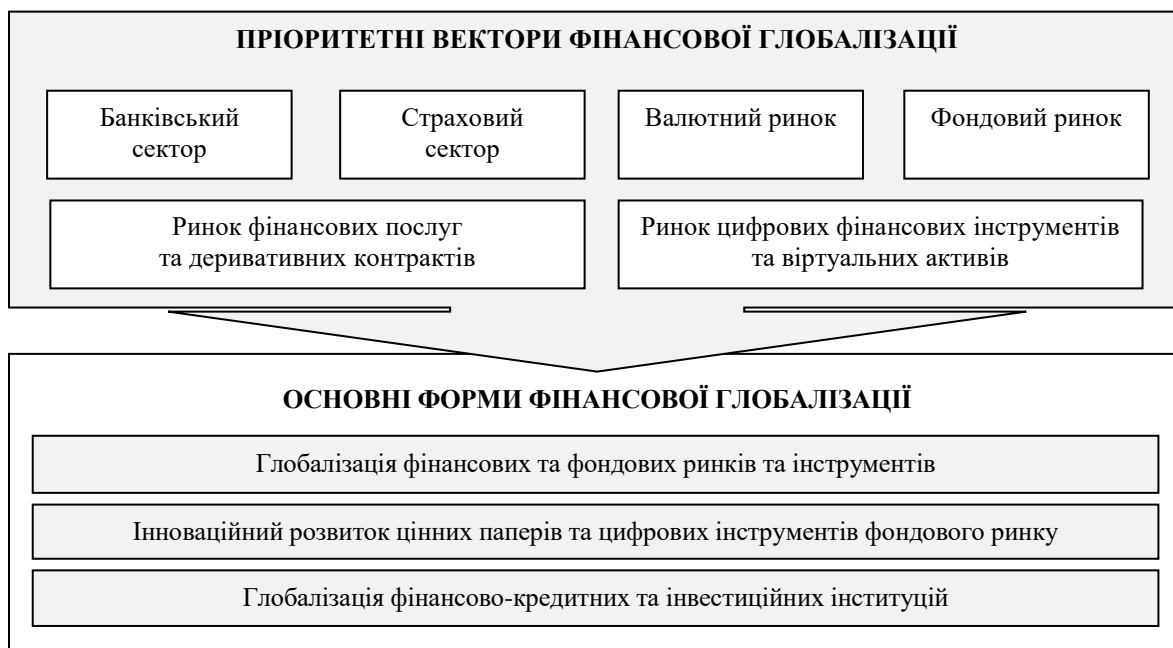 ПРІОРИТЕТНІ ВЕКТОРИ ФІНАНСОВОЇ ГЛОБАЛІЗАЦІЇ
Банківський
сектор
Страховий
сектор
Валютний ринок
Фондовий ринок
Ринок фінансових послуг
та деривативних контрактів
Ринок цифрових фінансових інструментів
та віртуальних активів
ОСНОВНІ ФОРМИ ФІНАНСОВОЇ ГЛОБАЛІЗАЦІЇ
Глобалізація фінансових та фондових ринків та інструментів
Інноваційний розвиток цінних паперів та цифрових інструментів фондового ринку
Глобалізація фінансово-кредитних та інвестиційних інституцій